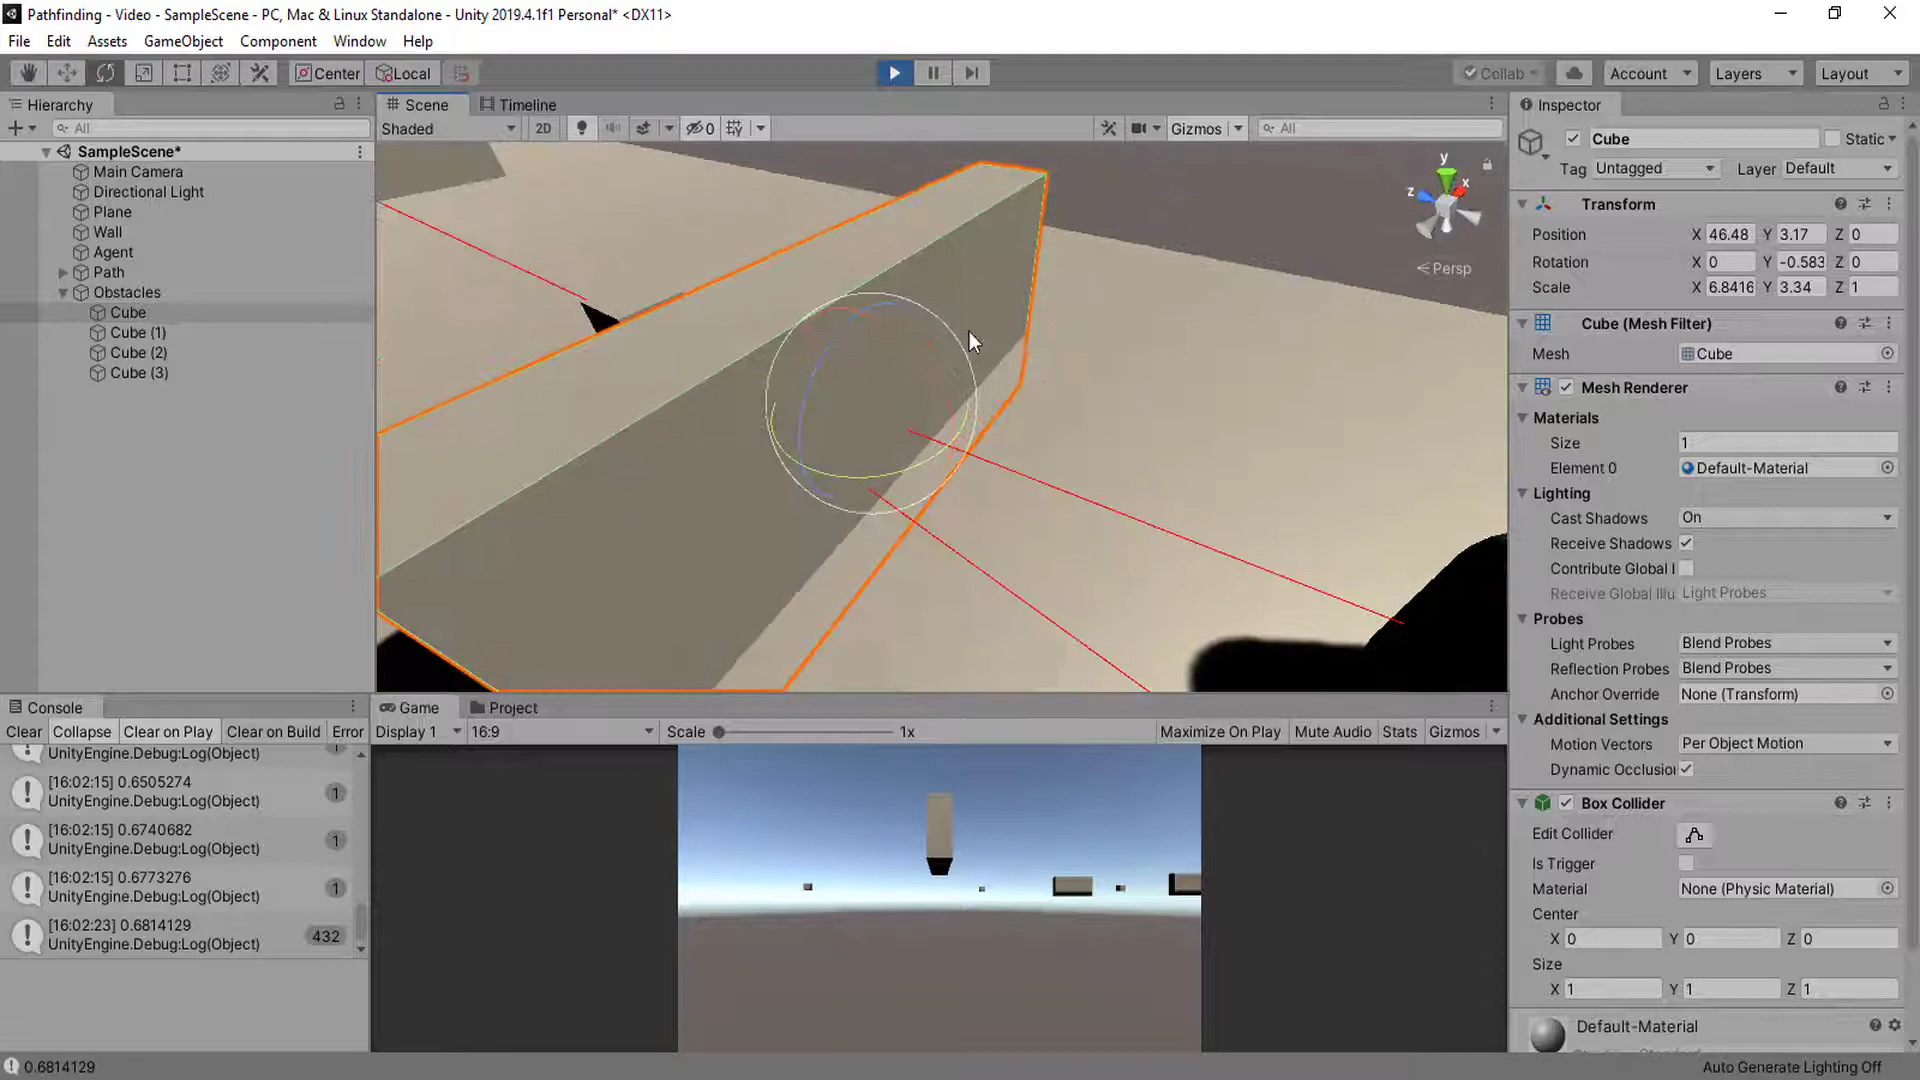 Pathfinding - Video - SampleScene - PC, Mac & Linux Standalone - Unity 2019.4.1f1 Personal* <DX11>
File Edit Assets GameObject Component Window Help
Center Local Collab Account Layers Layout
Hierarchy
All
SampleScene*
Main Camera
Directional Light
Plane
Wall
Agent
Path
Obstacles
Cube
Cube (1)
Cube (2)
Cube (3)
Scene Timeline
Shaded 2D 0 Gizmos All
y
x
z
Persp
Inspector
Cube Static
Tag Untagged Layer Default
Transform
Position X 46.48 Y 3.17 Z 0
Rotation X 0 Y -0.583 Z 0
Scale X 6.8416 Y 3.34 Z 1
Cube (Mesh Filter)
Mesh Cube
Mesh Renderer
Materials
Size 1
Element 0 Default-Material
Lighting
Cast Shadows On
Receive Shadows
Contribute Global I
Receive Global Illu Light Probes
Probes
Light Probes Blend Probes
Reflection Probes Blend Probes
Anchor Override None (Transform)
Additional Settings
Motion Vectors Per Object Motion
Dynamic Occlusion
Box Collider
Edit Collider
Is Trigger
Material None (Physic Material)
Center
X 0 Y 0 Z 0
Size
X 1 Y 1 Z 1
Default-Material
Console
Clear Collapse Clear on Play Clear on Build Error
UnityEngine.Debug:Log(Object)
[16:02:15] 0.6505274
UnityEngine.Debug:Log(Object) 1
[16:02:15] 0.6740682
UnityEngine.Debug:Log(Object) 1
[16:02:15] 0.6773276
UnityEngine.Debug:Log(Object) 1
[16:02:23] 0.6814129
UnityEngine.Debug:Log(Object) 432
Game Project
Display 1 16:9 Scale 1x Maximize On Play Mute Audio Stats Gizmos
0.6814129
Auto Generate Lighting Off